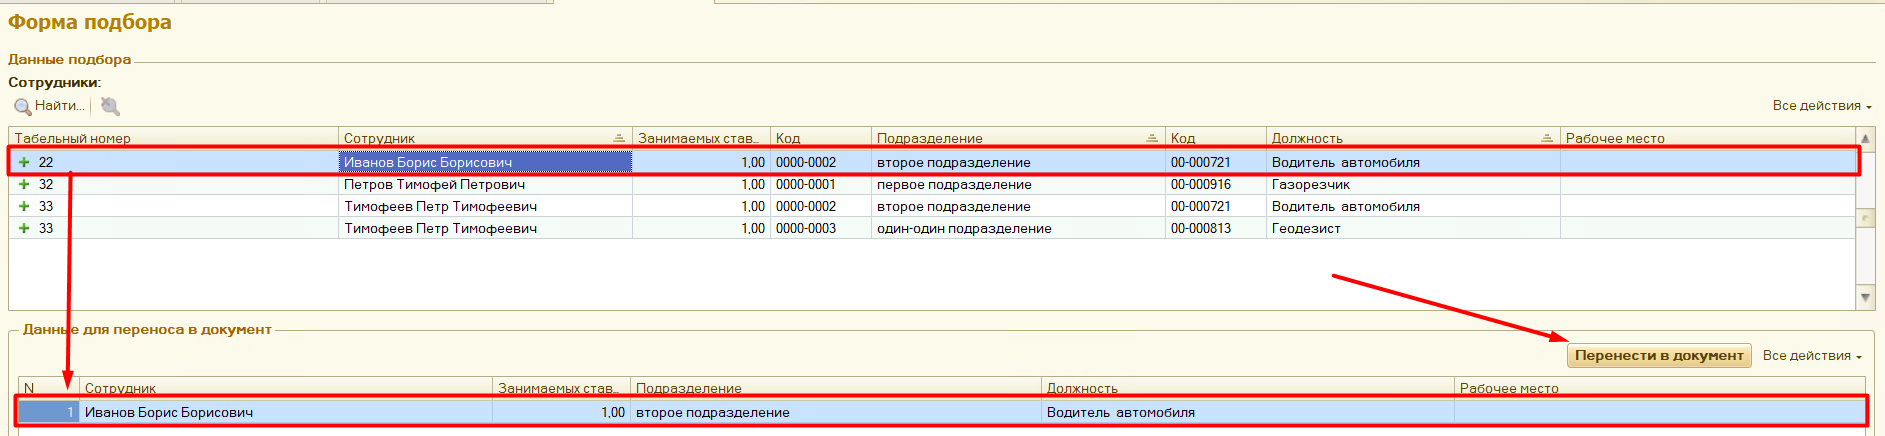 Форма подбора
Данные подбора
Сотрудники:
Найти... Все действия
Табельный номер Сотрудник Занимаемых став... Код Подразделение Код Должность Рабочее место
22 Иванов Борис Борисович 1,00 0000-0002 второе подразделение 00-000721 Водитель автомобиля
32 Петров Тимофей Петрович 1,00 0000-0001 первое подразделение 00-000916 Газорезчик
33 Тимофеев Петр Тимофеевич 1,00 0000-0002 второе подразделение 00-000721 Водитель автомобиля
33 Тимофеев Петр Тимофеевич 1,00 0000-0003 один-один подразделение 00-000813 Геодезист
Данные для переноса в документ
Перенести в документ Все действия
N Сотрудник Занимаемых став... Подразделение Должность Рабочее место
1 Иванов Борис Борисович 1,00 второе подразделение Водитель автомобиля